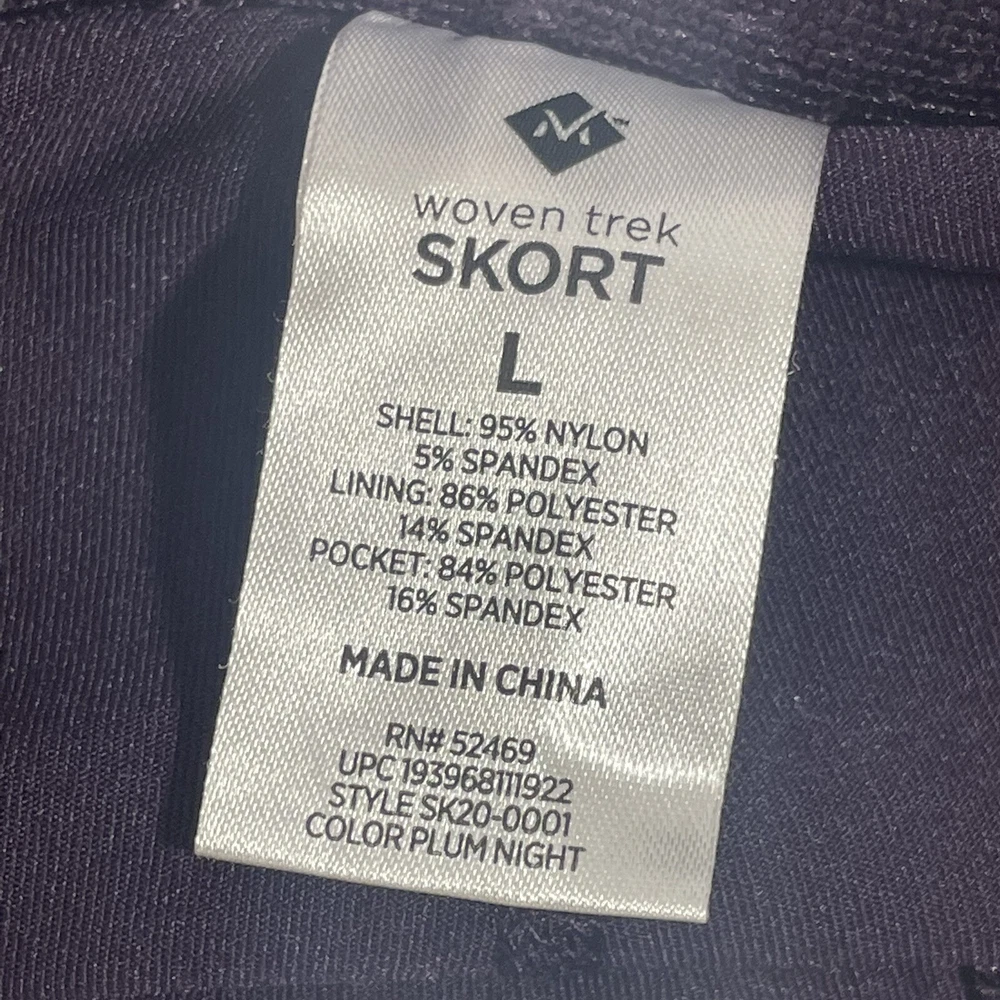 woven trek
SKORT
L
SHELL: 95% NYLON
5% SPANDEX
LINING: 86% POLYESTER
14% SPANDEX
POCKET: 84% POLYESTER
16% SPANDEX
MADE IN CHINA
RN# 52469
UPC 193968111922
STYLE SK20-0001
COLOR PLUM NIGHT